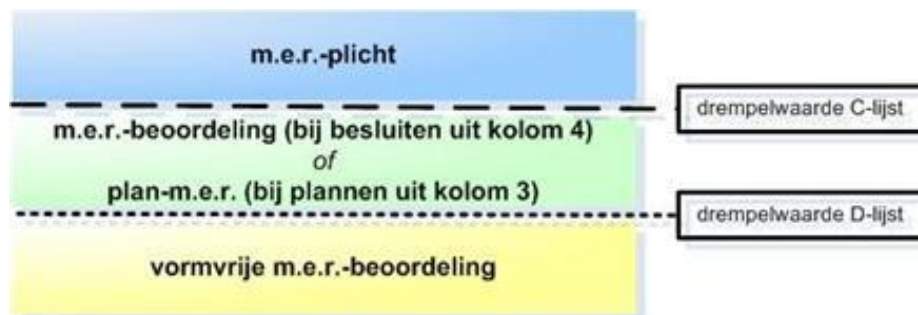 m.e.r.-plicht
drempelwaarde C-lijst
m.e.r.-beoordeling (bij besluiten uit kolom 4)
of
plan-m.e.r. (bij plannen uit kolom 3)
drempelwaarde D-lijst
vormvrije m.e.r.-beoordeling